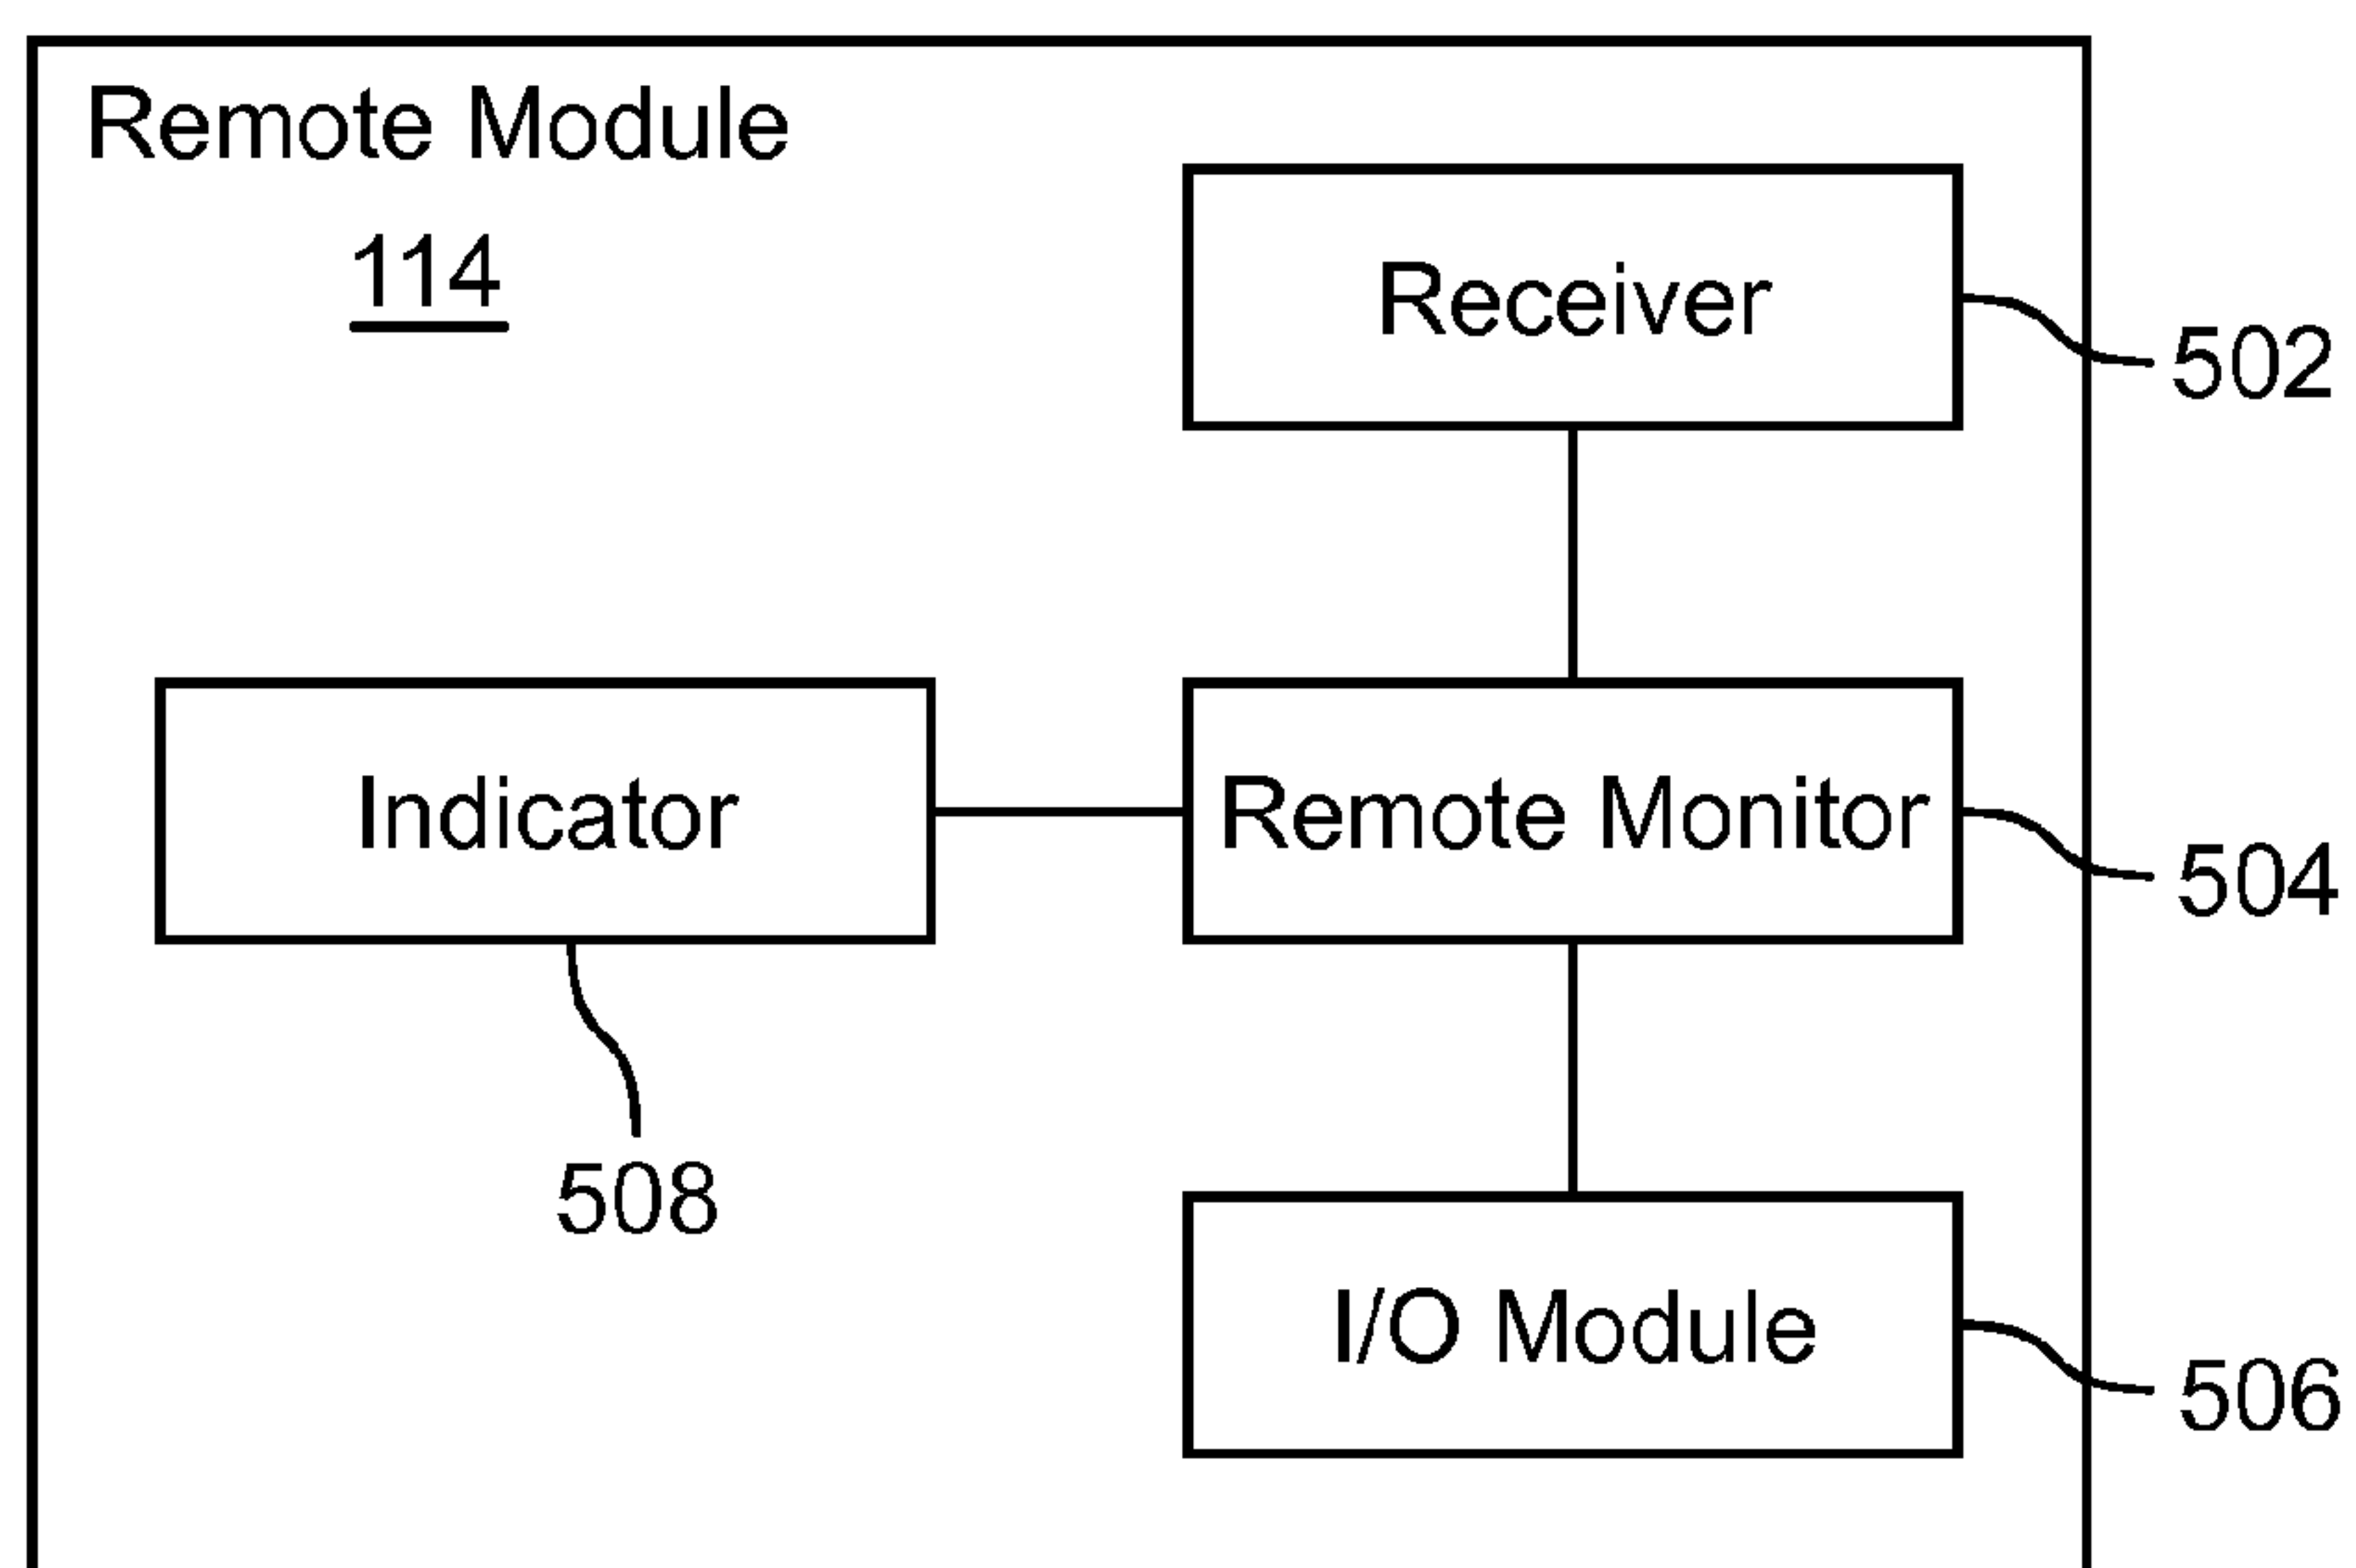 Remote Module
114
Receiver
502
Indicator
Remote Monitor
504
508
I/O Module
506